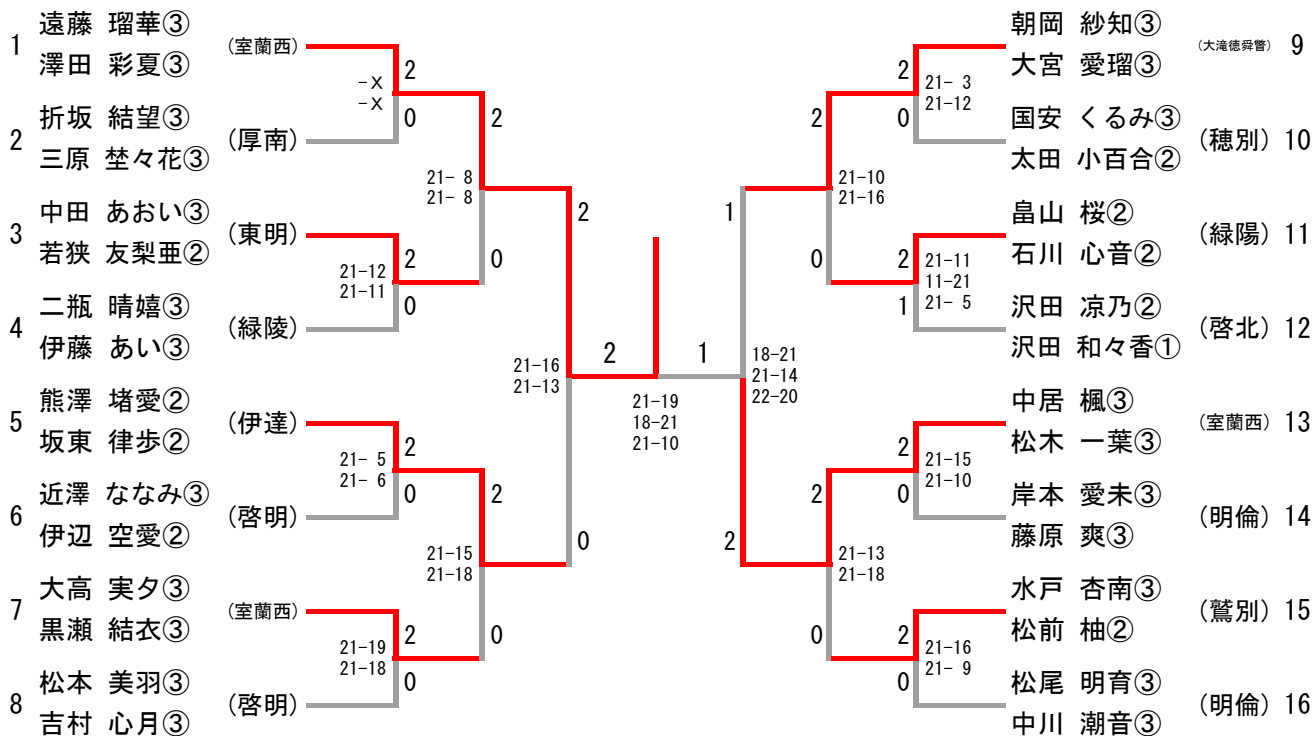 1 遠藤 瑠華③
澤田 彩夏③
(室蘭西)
2 折坂 結望③
三原 埜々花③
(厚南)
3 中田 あおい③
若狭 友梨亜②
(東明)
4 二瓶 晴嬉③
伊藤 あい③
(緑陵)
5 熊澤 堵愛②
坂東 律歩②
(伊達)
6 近澤 ななみ③
伊辺 空愛②
(啓明)
7 大高 実夕③
黒瀬 結衣③
(室蘭西)
8 松本 美羽③
吉村 心月③
(啓明)
2
-X
-X
0
2
21-12
21-11
0
2
21- 5
21- 6
0
2
21-19
21-18
0
2
21- 8
21- 8
0
2
21-15
21-18
0
2
21-16
21-13
0
2
1
21-19
18-21
21-10
1
18-21
21-14
22-20
2
2
21-10
21-16
0
2
21-13
21-18
0
2
21- 3
21-12
0
2
21-11
11-21
21- 5
1
2
21-15
21-10
0
2
21-16
21- 9
0
朝岡 紗知③
大宮 愛瑠③
(大滝徳舜瞥) 9
国安 くるみ③
太田 小百合②
(穂別) 10
畠山 桜②
石川 心音②
(緑陽) 11
沢田 凉乃②
沢田 和々香①
(啓北) 12
中居 楓③
松木 一葉③
(室蘭西) 13
岸本 愛未③
藤原 爽③
(明倫) 14
水戸 杏南③
松前 柚②
(鷲別) 15
松尾 明育③
中川 潮音③
(明倫) 16